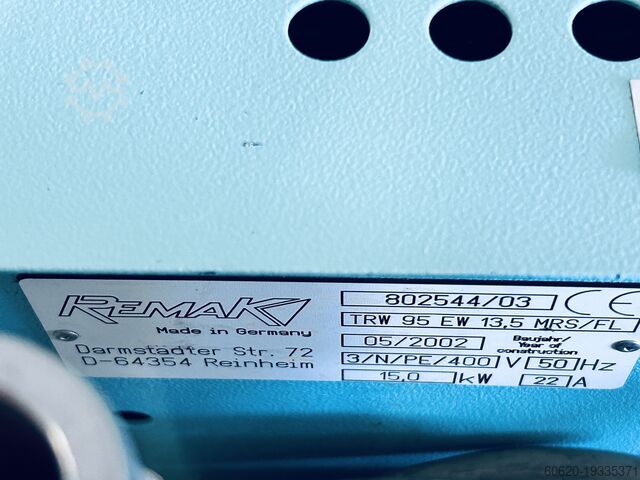 REMAK
Made in Germany
Darmstädter Str. 72
D-64354 Reinheim
802544/03 CE
TRW 95 EW 13,5 MRS/FL
05/2002 Baujahr/
Year of
construction
3/N/PE/400 V 50 Hz
15,0 kW 22 A
60620-19335371